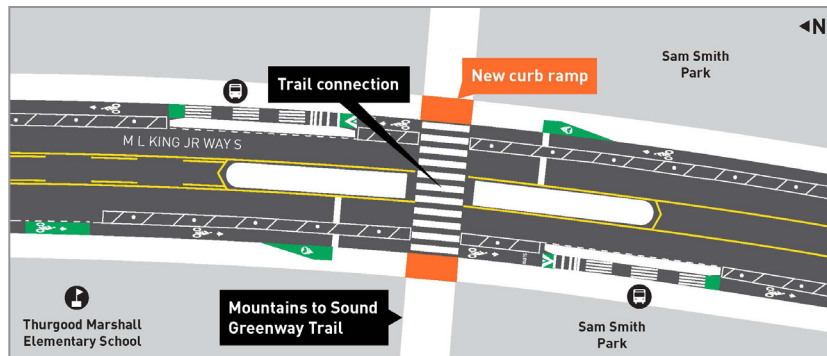 N
Sam Smith
Park
Trail connection
New curb ramp
M L KING JR WAY S
Mountains to Sound
Greenway Trail
Thurgood Marshall
Elementary School
Sam Smith
Park